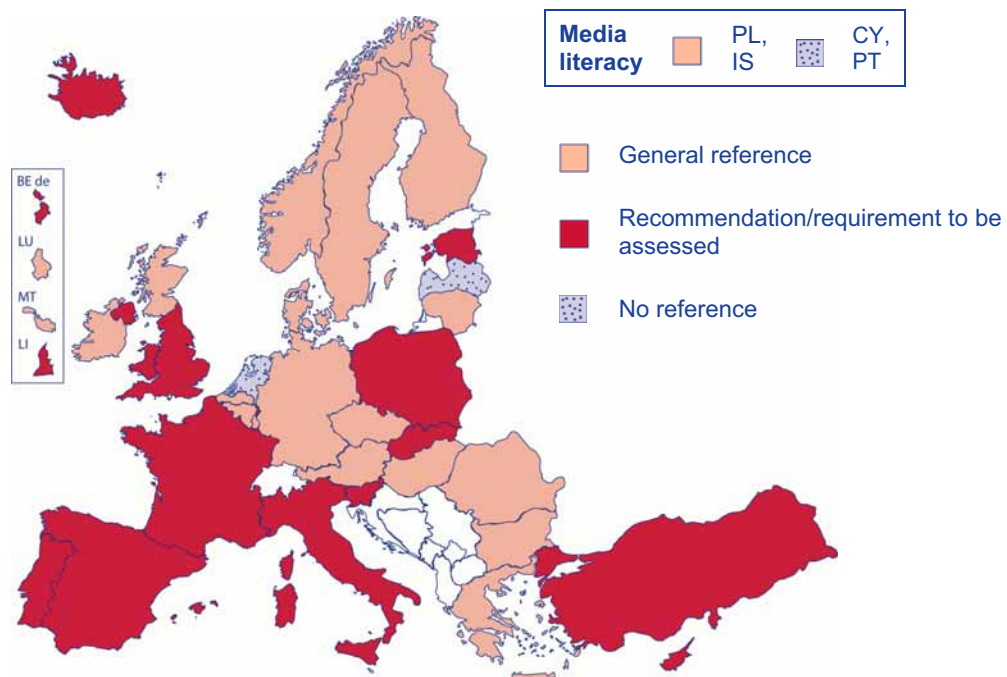 Media
literacy
PL,
IS
CY,
PT
General reference
Recommendation/requirement to be
assessed
No reference
BE de
LU
MT
LI